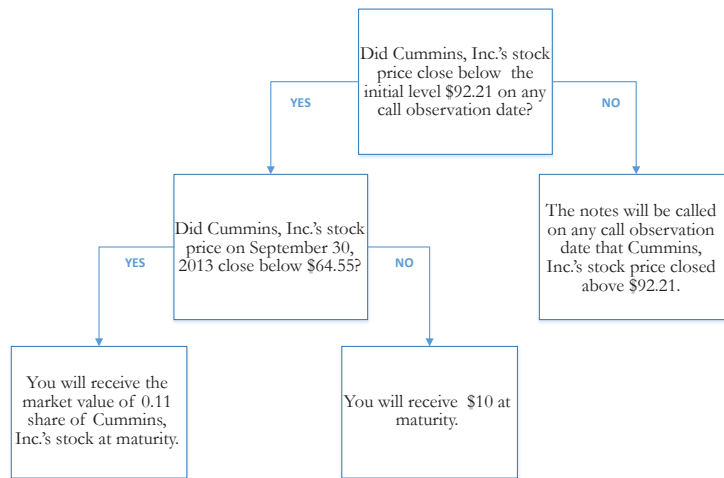 Did Cummins, Inc.'s stock
price close below the
initial level $92.21 on any
call observation date?
YES
NO
Did Cummins, Inc.'s stock
price on September 30,
2013 close below $64.55?
The notes will be called
on any call observation
date that Cummins,
Inc.'s stock price closed
above $92.21.
YES
NO
You will receive the
market value of 0.11
share of Cummins,
Inc.'s stock at maturity.
You will receive $10 at
maturity.